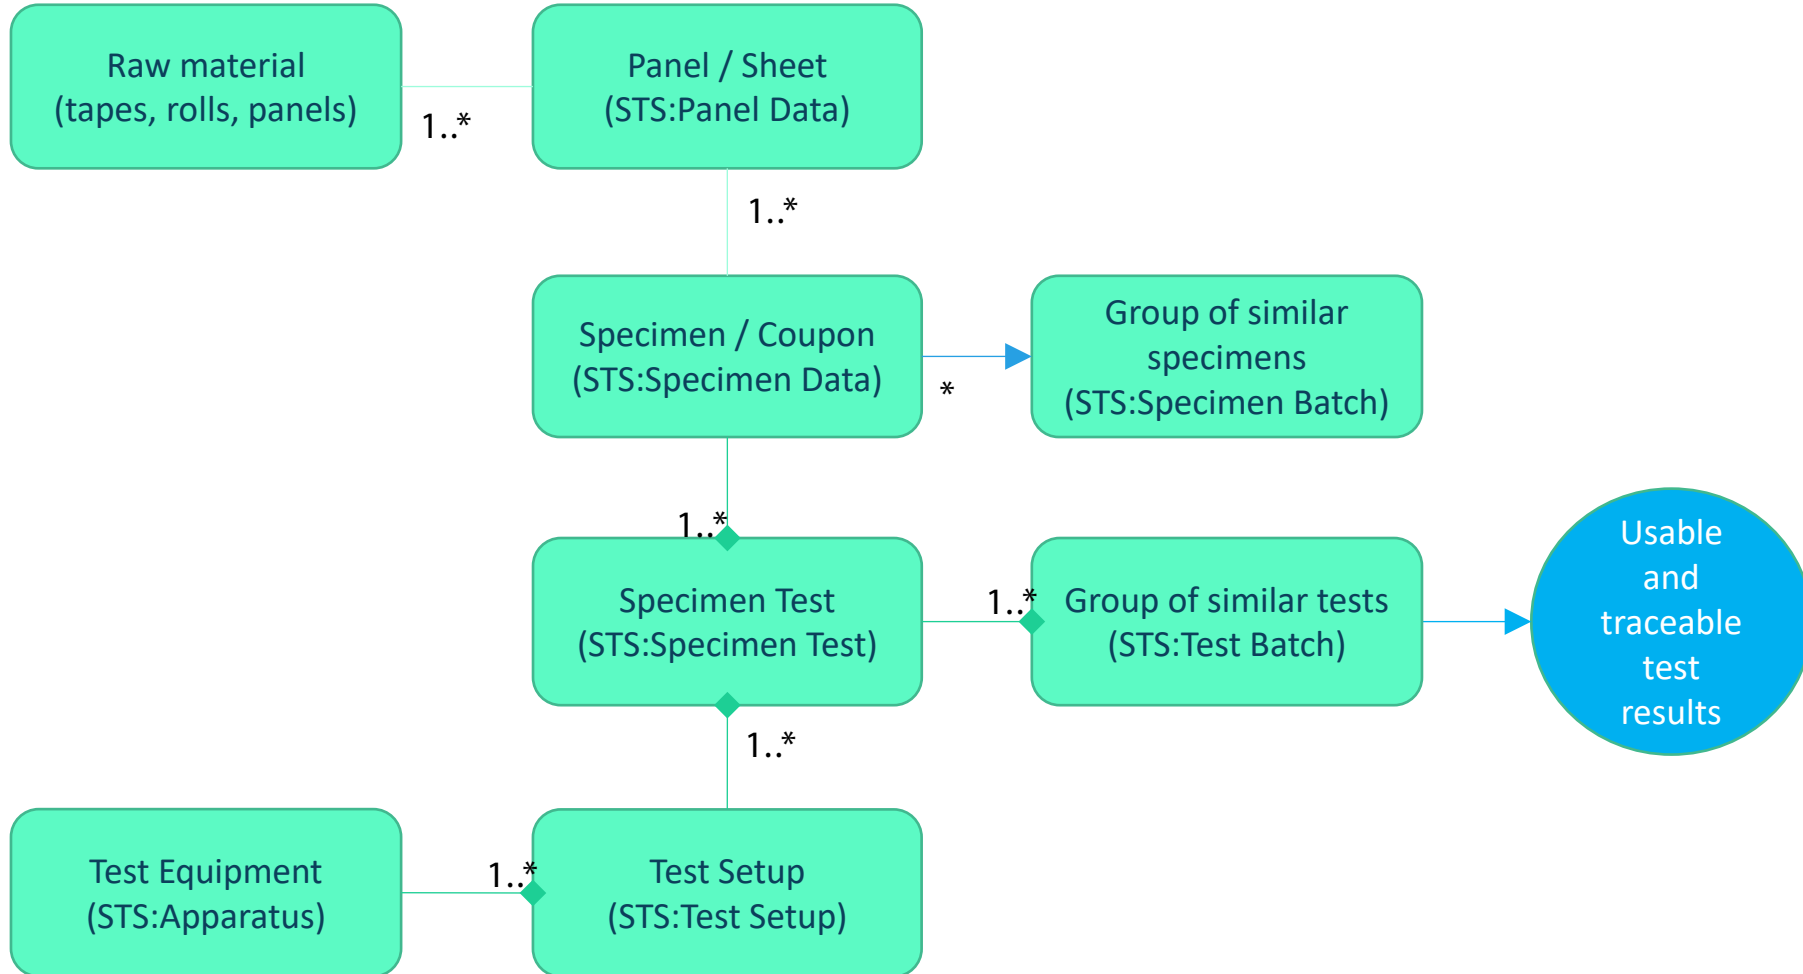 Raw material
(tapes, rolls, panels)
1..*
Panel / Sheet
(STS:Panel Data)
1..*
Specimen / Coupon
(STS:Specimen Data)
*
Group of similar
specimens
(STS:Specimen Batch)
1..*
Specimen Test
(STS:Specimen Test)
1..*
Group of similar tests
(STS:Test Batch)
Usable
and
traceable
test
results
1..*
Test Equipment
(STS:Apparatus)
1..*
Test Setup
(STS:Test Setup)